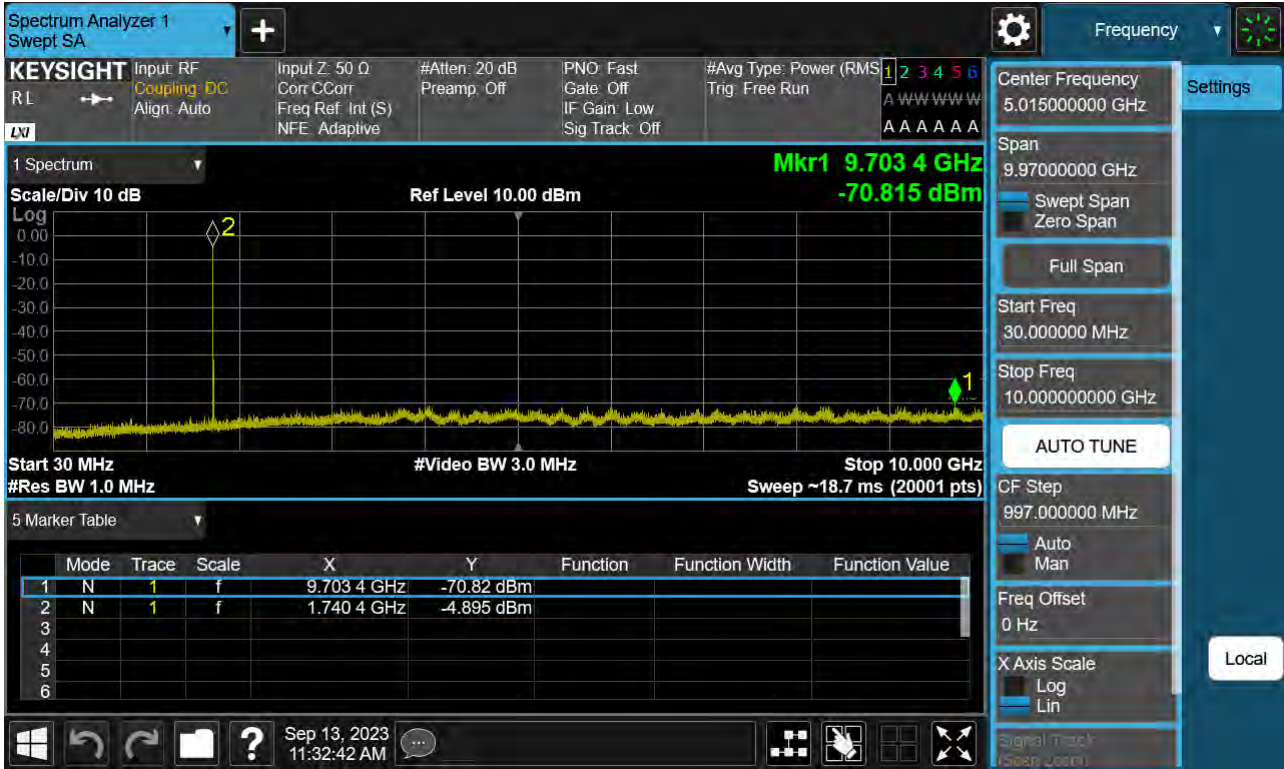 Spectrum Analyzer 1
Swept SA
Frequency
KEYSIGHT
RL
LXI
Input: RF
Coupling: DC
Align: Auto
Input Z: 50 Ω
Corr CCorr
Freq Ref: Int (S)
NFE: Adaptive
#Atten: 20 dB
Preamp: Off
PNO: Fast
Gate: Off
IF Gain: Low
Sig Track: Off
#Avg Type: Power (RMS
Trig: Free Run
1 2 3 4 5 6
A W W W W W
A A A A A A
1 Spectrum
Mkr1 9.703 4 GHz
-70.815 dBm
Scale/Div 10 dB
Ref Level 10.00 dBm
Log
0.00
-10.0
-20.0
-30.0
-40.0
-50.0
-60.0
-70.0
-80.0
2
1
Start 30 MHz
#Video BW 3.0 MHz
Stop 10.000 GHz
#Res BW 1.0 MHz
Sweep ~18.7 ms (20001 pts)
5 Marker Table
Mode Trace Scale X Y Function Function Width Function Value
1 N 1 f 9.703 4 GHz -70.82 dBm
2 N 1 f 1.740 4 GHz -4.895 dBm
3
4
5
6
Center Frequency
5.015000000 GHz
Span
9.97000000 GHz
Swept Span
Zero Span
Full Span
Start Freq
30.000000 MHz
Stop Freq
10.000000000 GHz
AUTO TUNE
CF Step
997.000000 MHz
Auto
Man
Freq Offset
0 Hz
X Axis Scale
Log
Lin
Signal Track
(Span Zoom)
Settings
Local
?
Sep 13, 2023
11:32:42 AM